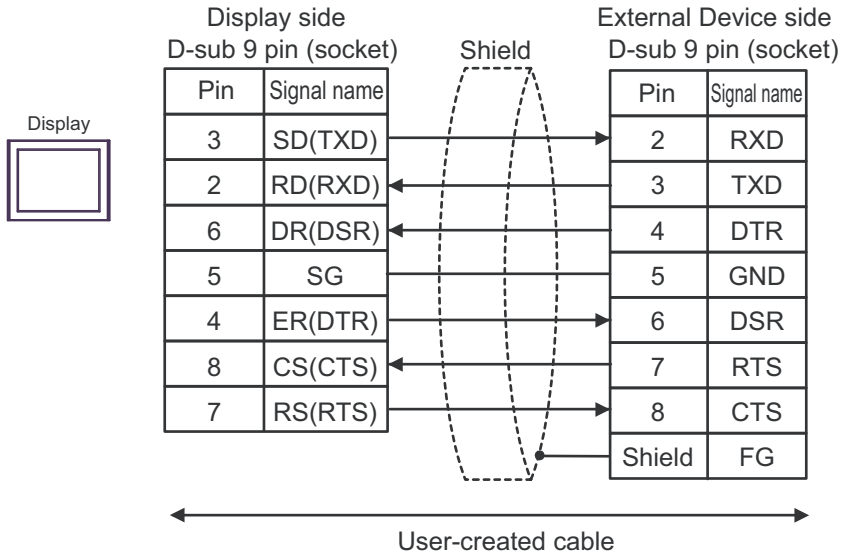 Display side
D-sub 9 pin (socket)
Shield
External Device side
D-sub 9 pin (socket)
Display
Pin Signal name
3 SD(TXD)
2 RD(RXD)
6 DR(DSR)
5 SG
4 ER(DTR)
8 CS(CTS)
7 RS(RTS)
Pin Signal name
2 RXD
3 TXD
4 DTR
5 GND
6 DSR
7 RTS
8 CTS
Shield FG
User-created cable